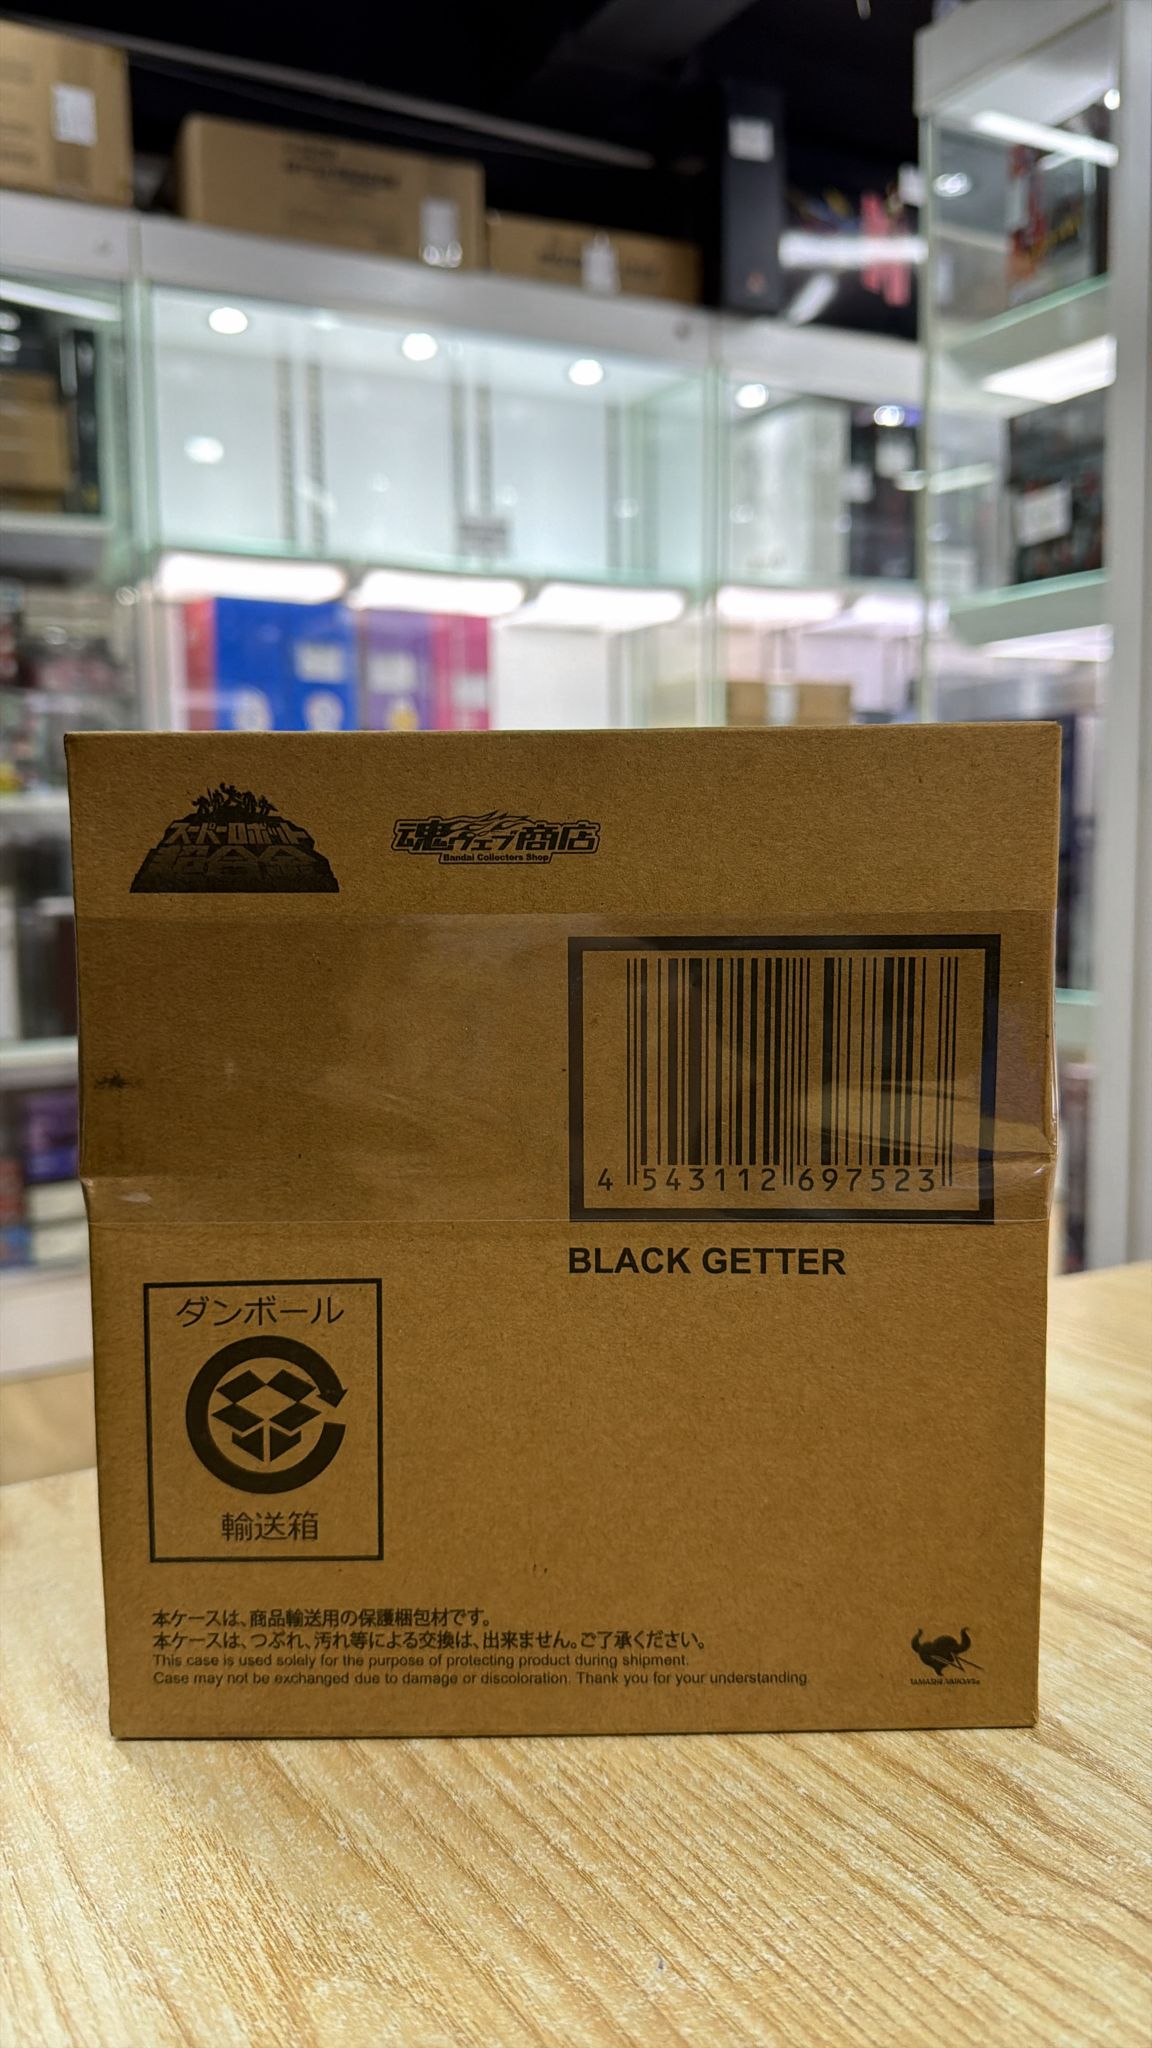 スーパーロボット
超合金
魂ウェブ商店
Bandai Collectors Shop
4 543112 697523
BLACK GETTER
ダンボール
輸送箱
本ケースは、商品輸送用の保護梱包材です。
本ケースは、つぶれ、汚れ等による交換は、出来ません。ご了承ください。
This case is used solely for the purpose of protecting product during shipment.
Case may not be exchanged due to damage or discoloration. Thank you for your understanding.
TAMASHII NATIONS